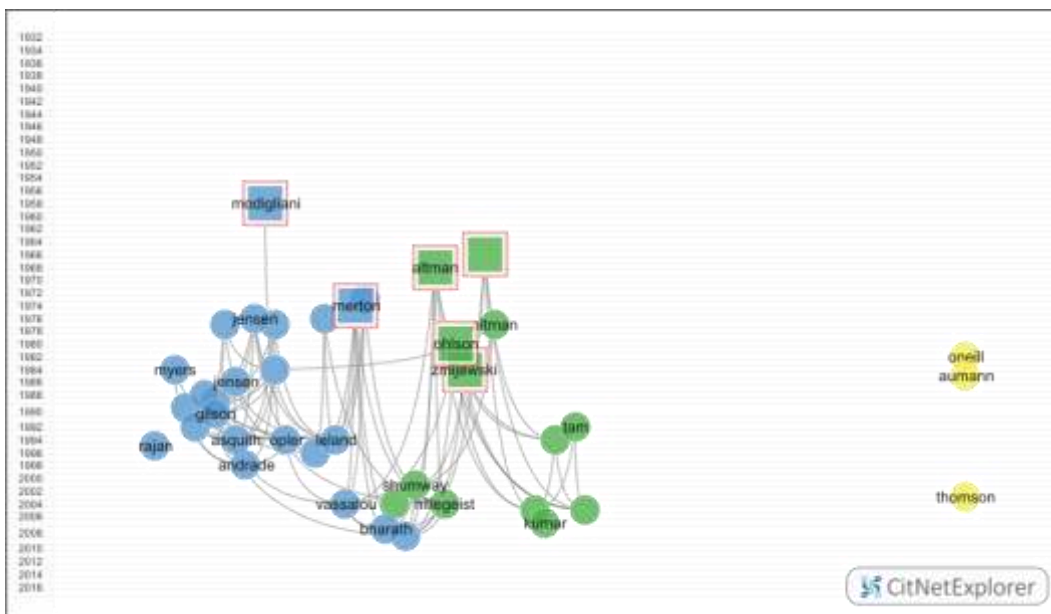 1932
1934
1936
1938
1940
1942
1944
1946
1948
1950
1952
1954
1956
1958
1960
1962
1964
1966
1968
1970
1972
1974
1976
1978
1980
1982
1984
1986
1988
1990
1992
1994
1996
1998
2000
2002
2004
2006
2008
2010
2012
2014
2016
modigliani
altman
merton
jensen
altman
ohlson
zmijewski
oneill
aumann
myers
jensen
gilson
tam
rajan
asquith
opler
leland
andrade
shumway
vassalou
hillegeist
thomson
bharath
kumar
CitNetExplorer